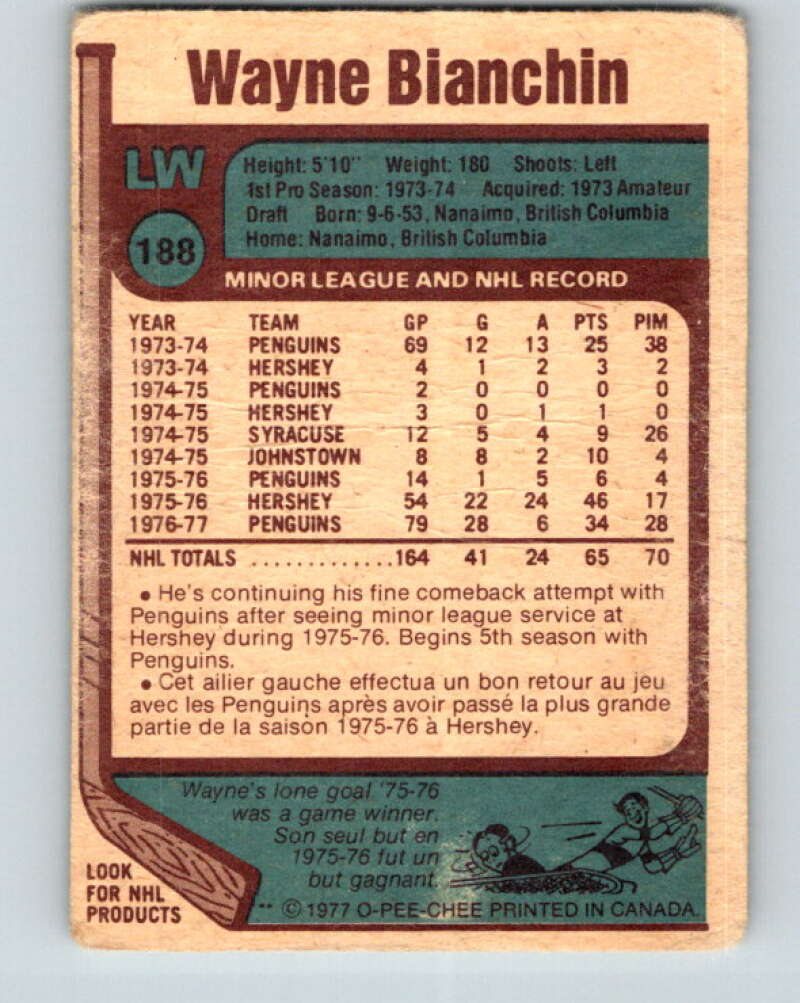 Wayne Bianchin
LW
188
Height: 5'10" Weight: 180 Shoots: Left
1st Pro Season: 1973-74 Acquired: 1973 Amateur
Draft Born: 9-6-53, Nanaimo, British Columbia
Home: Nanaimo, British Columbia
MINOR LEAGUE AND NHL RECORD
YEAR TEAM GP G A PTS PIM
1973-74 PENGUINS 69 12 13 25 38
1973-74 HERSHEY 4 1 2 3 2
1974-75 PENGUINS 2 0 0 0 0
1974-75 HERSHEY 3 0 1 1 0
1974-75 SYRACUSE 12 5 4 9 26
1974-75 JOHNSTOWN 8 8 2 10 4
1975-76 PENGUINS 14 1 5 6 4
1975-76 HERSHEY 54 22 24 46 17
1976-77 PENGUINS 79 28 6 34 28
NHL TOTALS .............164 41 24 65 70
• He's continuing his fine comeback attempt with
Penguins after seeing minor league service at
Hershey during 1975-76. Begins 5th season with
Penguins.
• Cet ailier gauche effectua un bon retour au jeu
avec les Penguins après avoir passé la plus grande
partie de la saison 1975-76 à Hershey.
Wayne's lone goal '75-76
was a game winner.
Son seul but en
1975-76 fut un
but gagnant.
LOOK
FOR NHL
PRODUCTS
** © 1977 O-PEE-CHEE PRINTED IN CANADA.